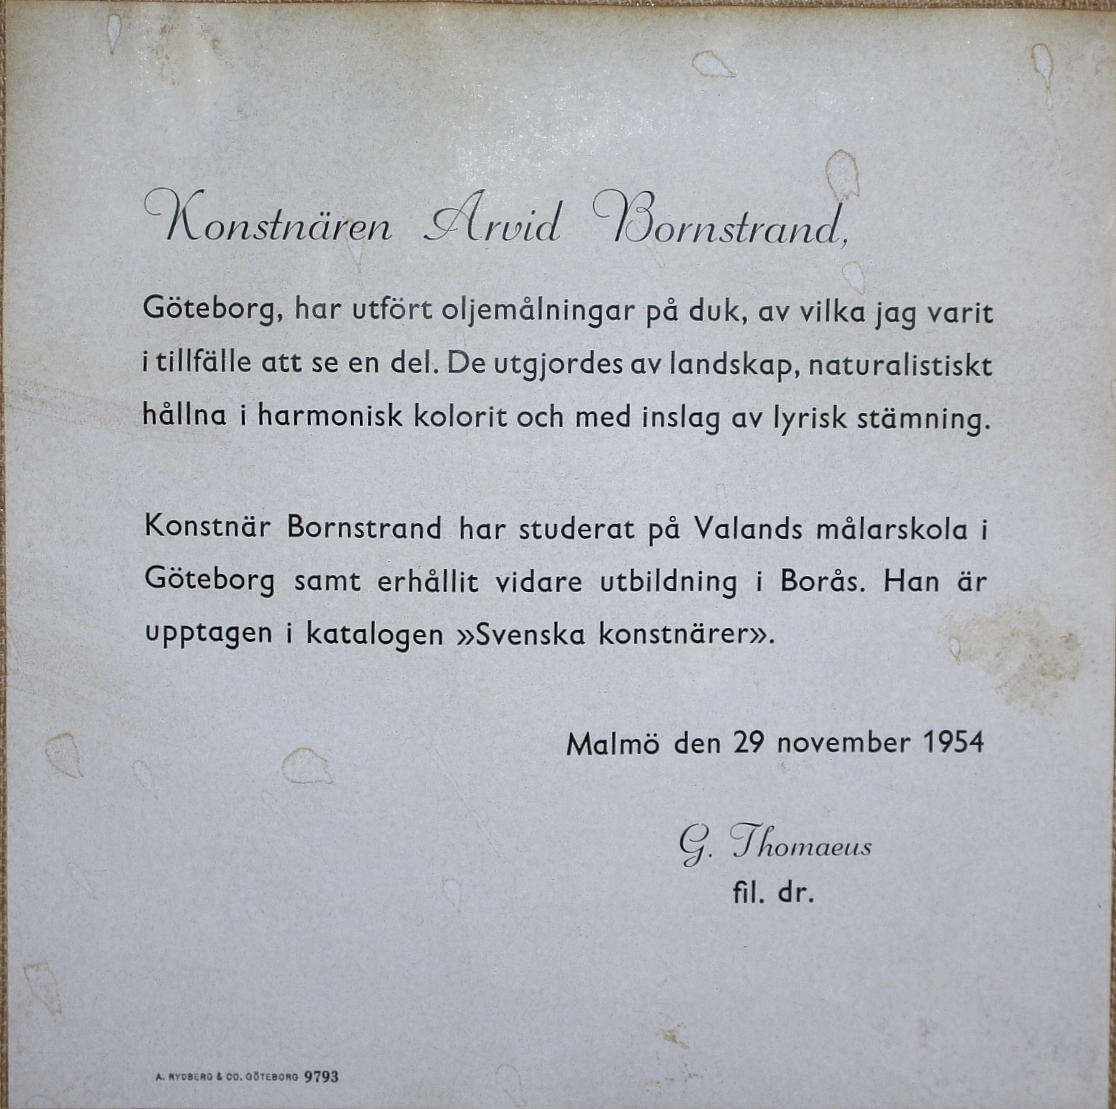 Konstnären Arvid Bornstrand,
Göteborg, har utfört oljemålningar på duk, av vilka jag varit
i tillfälle att se en del. De utgjordes av landskap, naturalistiskt
hållna i harmonisk kolorit och med inslag av lyrisk stämning.
Konstnär Bornstrand har studerat på Valands målarskola i
Göteborg samt erhållit vidare utbildning i Borås. Han är
upptagen i katalogen »Svenska konstnärer».
Malmö den 29 november 1954
G. Thomaeus
fil. dr.
A. RYDBERG & CO. GÖTEBORG 9793